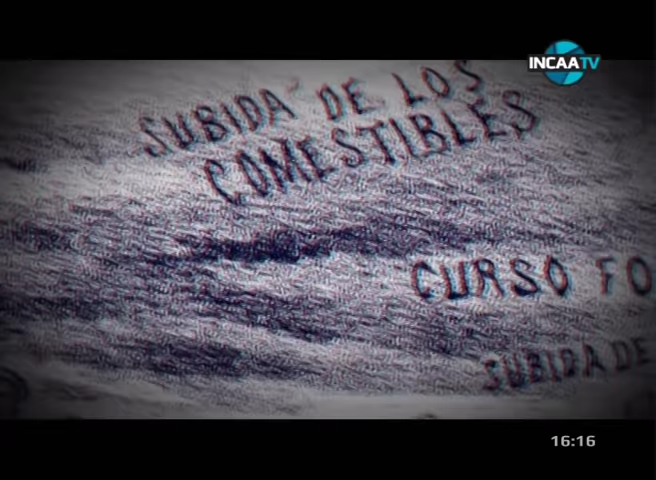 INCAATV
SUBIDA DE LOS
COMESTIBLES
CURSO FO
SUBIDA DE
16:16